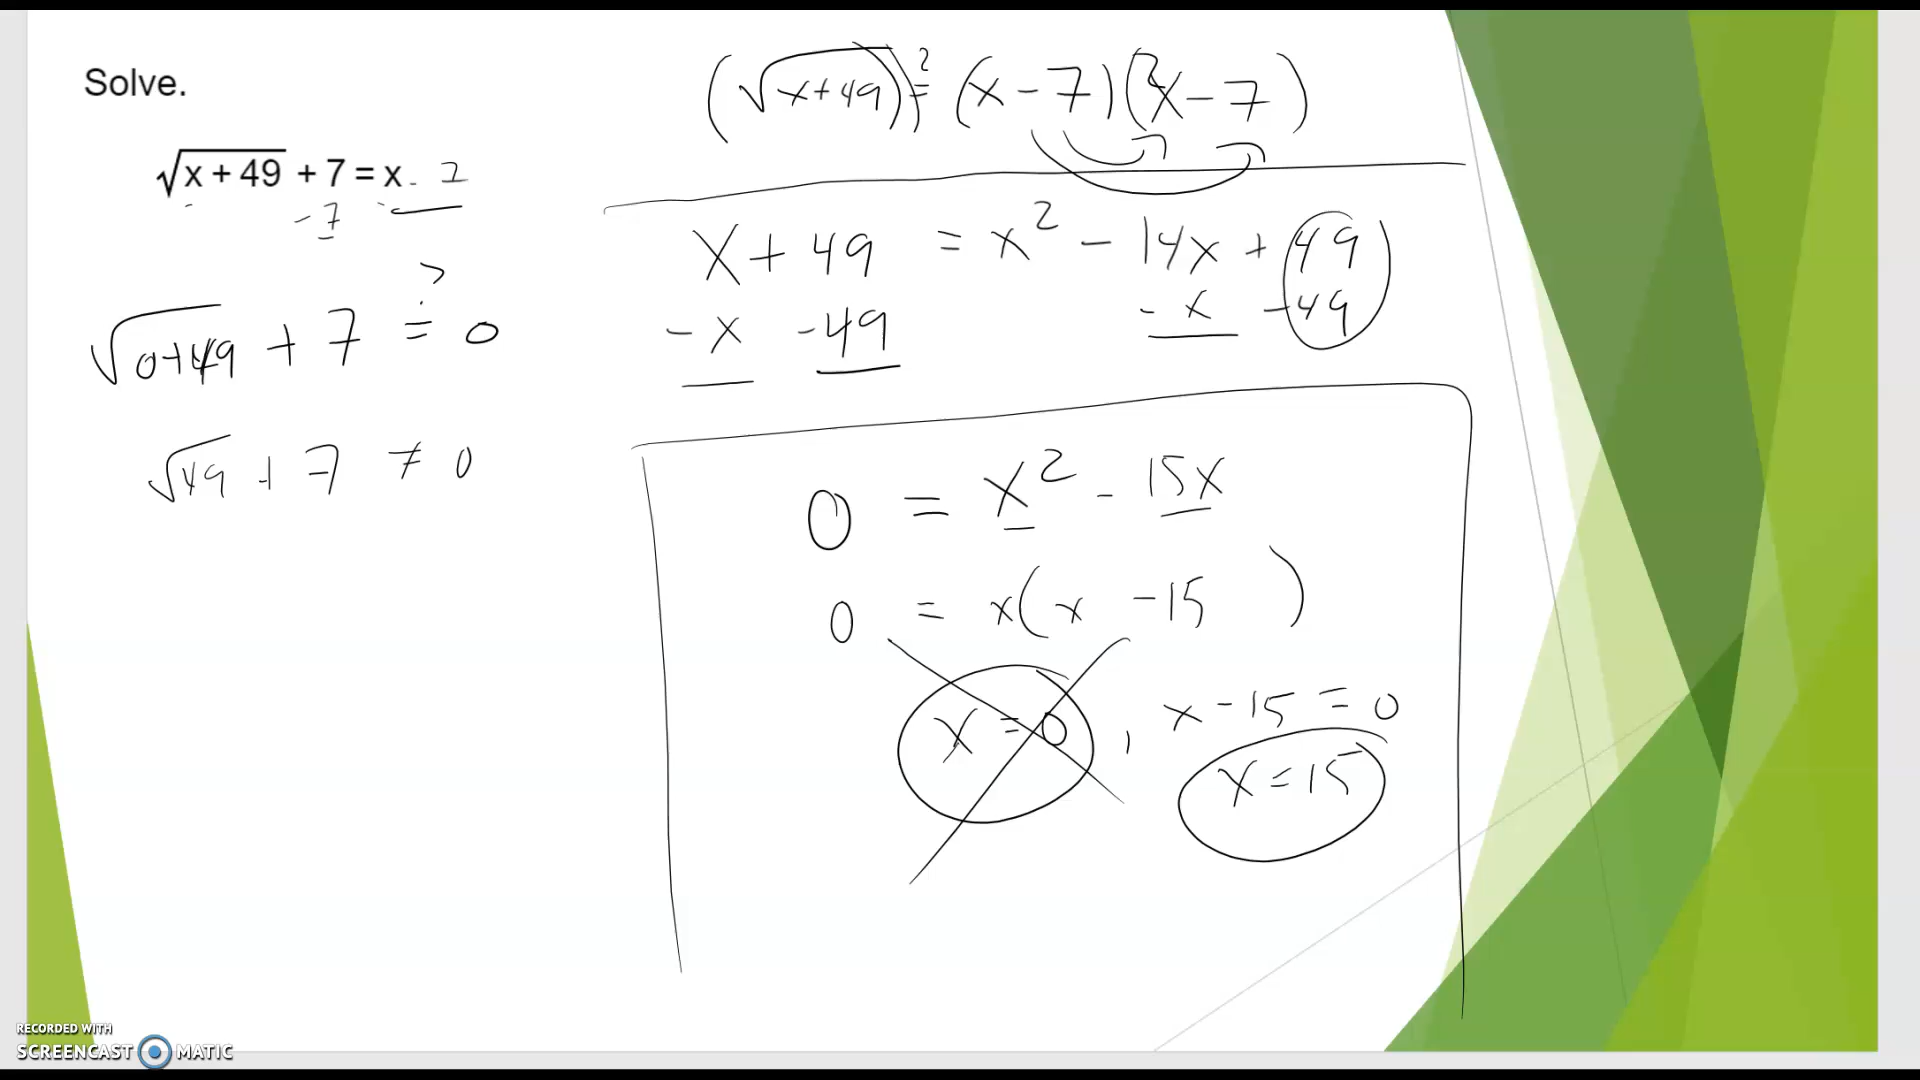 Solve.
√x + 49 + 7 = x - 7
- 7
√0+49 + 7 ?= 0
√49 + 7 ≠ 0
(√x+49)² = (x - 7)²(x - 7)
x + 49 = x² - 14x + 49
- x - 49 - x - 49
0 = x² - 15x
0 = x(x - 15)
x = 0, x - 15 = 0
x = 15
RECORDED WITH
SCREENCAST MATIC